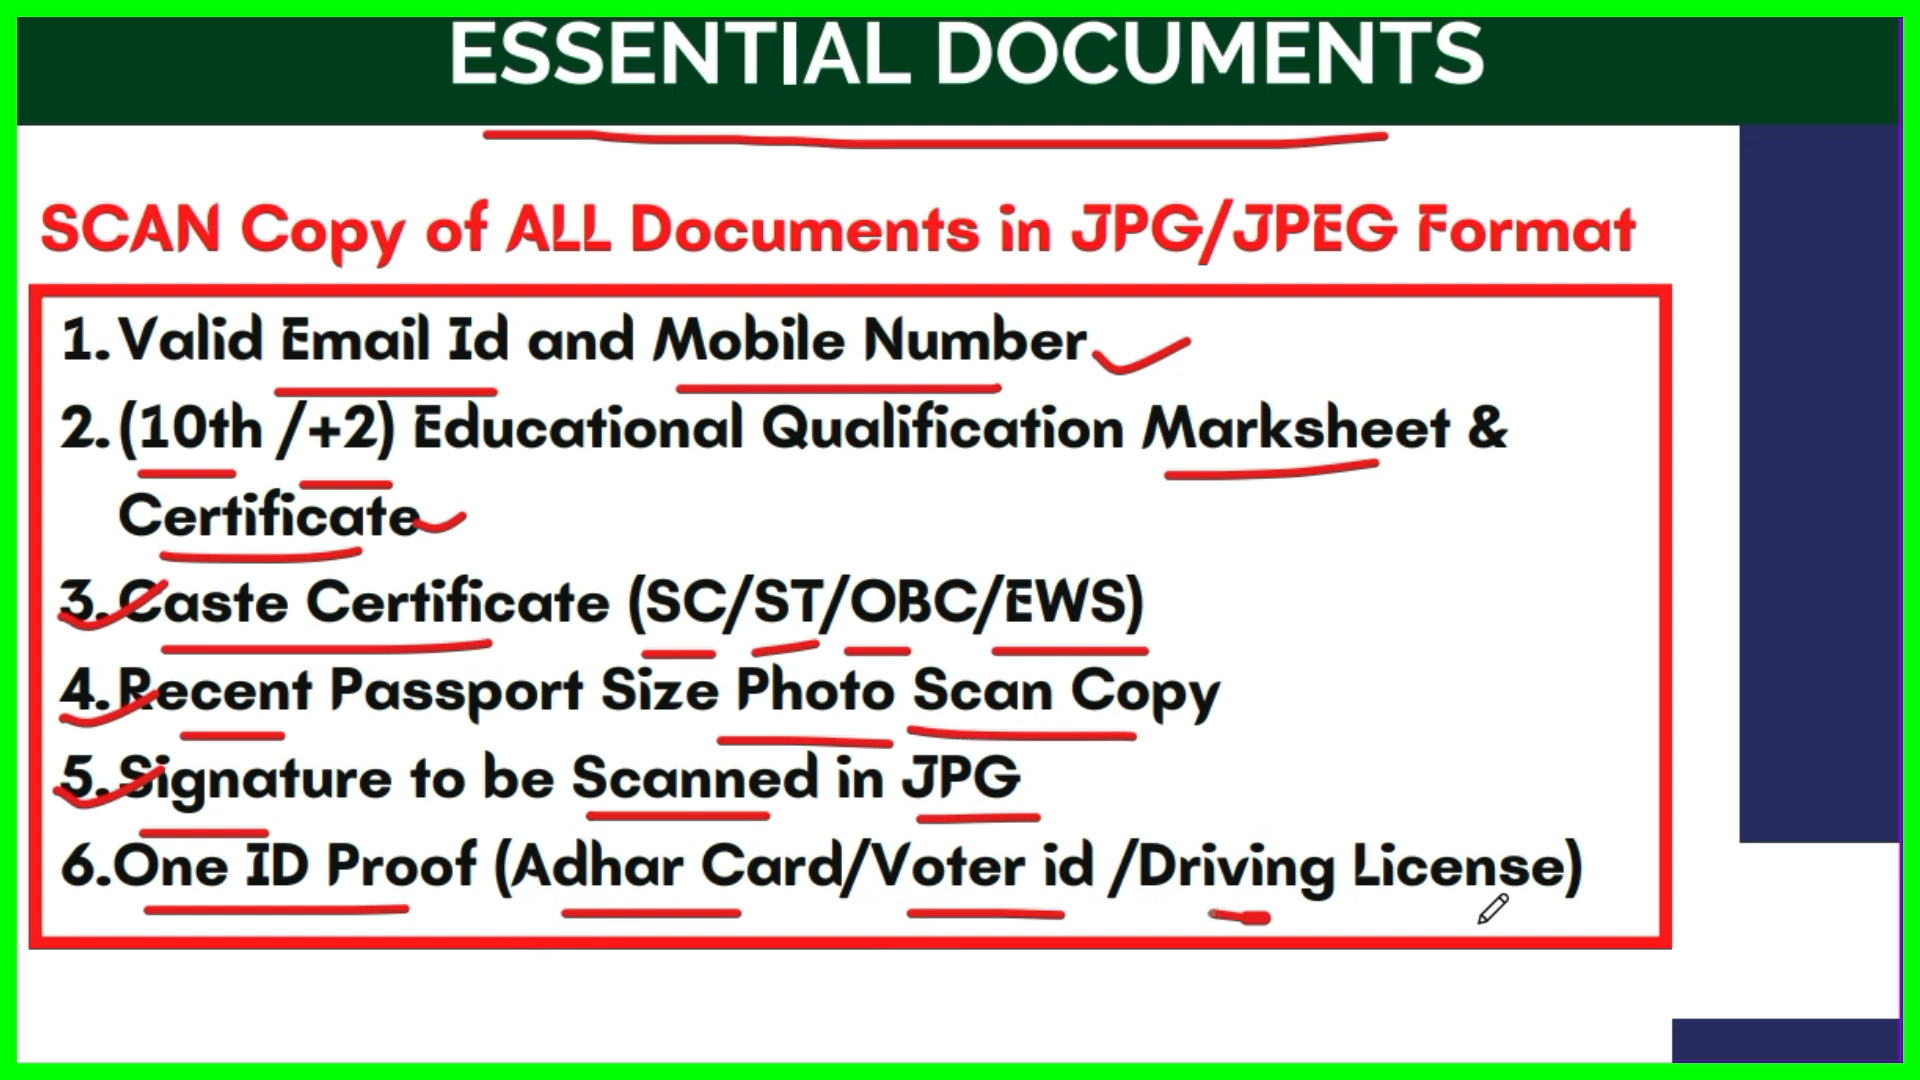 ESSENTIAL DOCUMENTS
SCAN Copy of ALL Documents in JPG/JPEG Format
1. Valid Email Id and Mobile Number
2. (10th /+2) Educational Qualification Marksheet &
Certificate
3. Caste Certificate (SC/ST/OBC/EWS)
4. Recent Passport Size Photo Scan Copy
5. Signature to be Scanned in JPG
6.One ID Proof (Adhar Card/Voter id /Driving License)